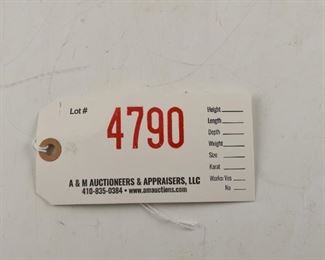 Lot #
4790
Height
Length
Depth
Weight
Size
Karat
Works: Yes
No
A & M AUCTIONEERS & APPRAISERS, LLC
410-835-0384 • www.amauctions.com